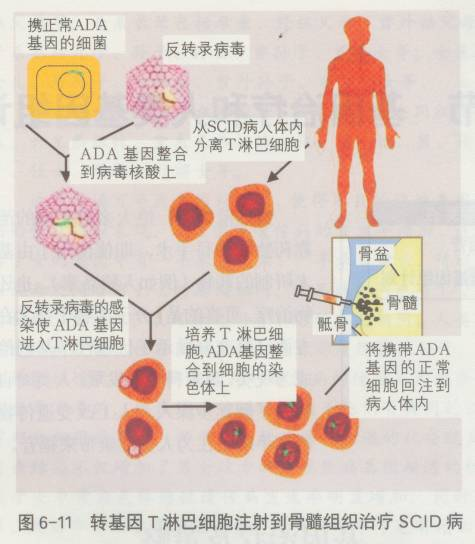 携正常ADA
基因的细菌
反转录病毒
从SCID病人体内
分离T淋巴细胞
ADA 基因整合
到病毒核酸上
骨盆
骨髓
骶骨
反转录病毒的感
染使 ADA 基因
进入T淋巴细胞
培养 T 淋巴
细胞,ADA基因整
合到细胞的染
色体上
将携带ADA
基因的正常
细胞回注到
病人体内
图 6-11 转基因 T 淋巴细胞注射到骨髓组织治疗 SCID 病